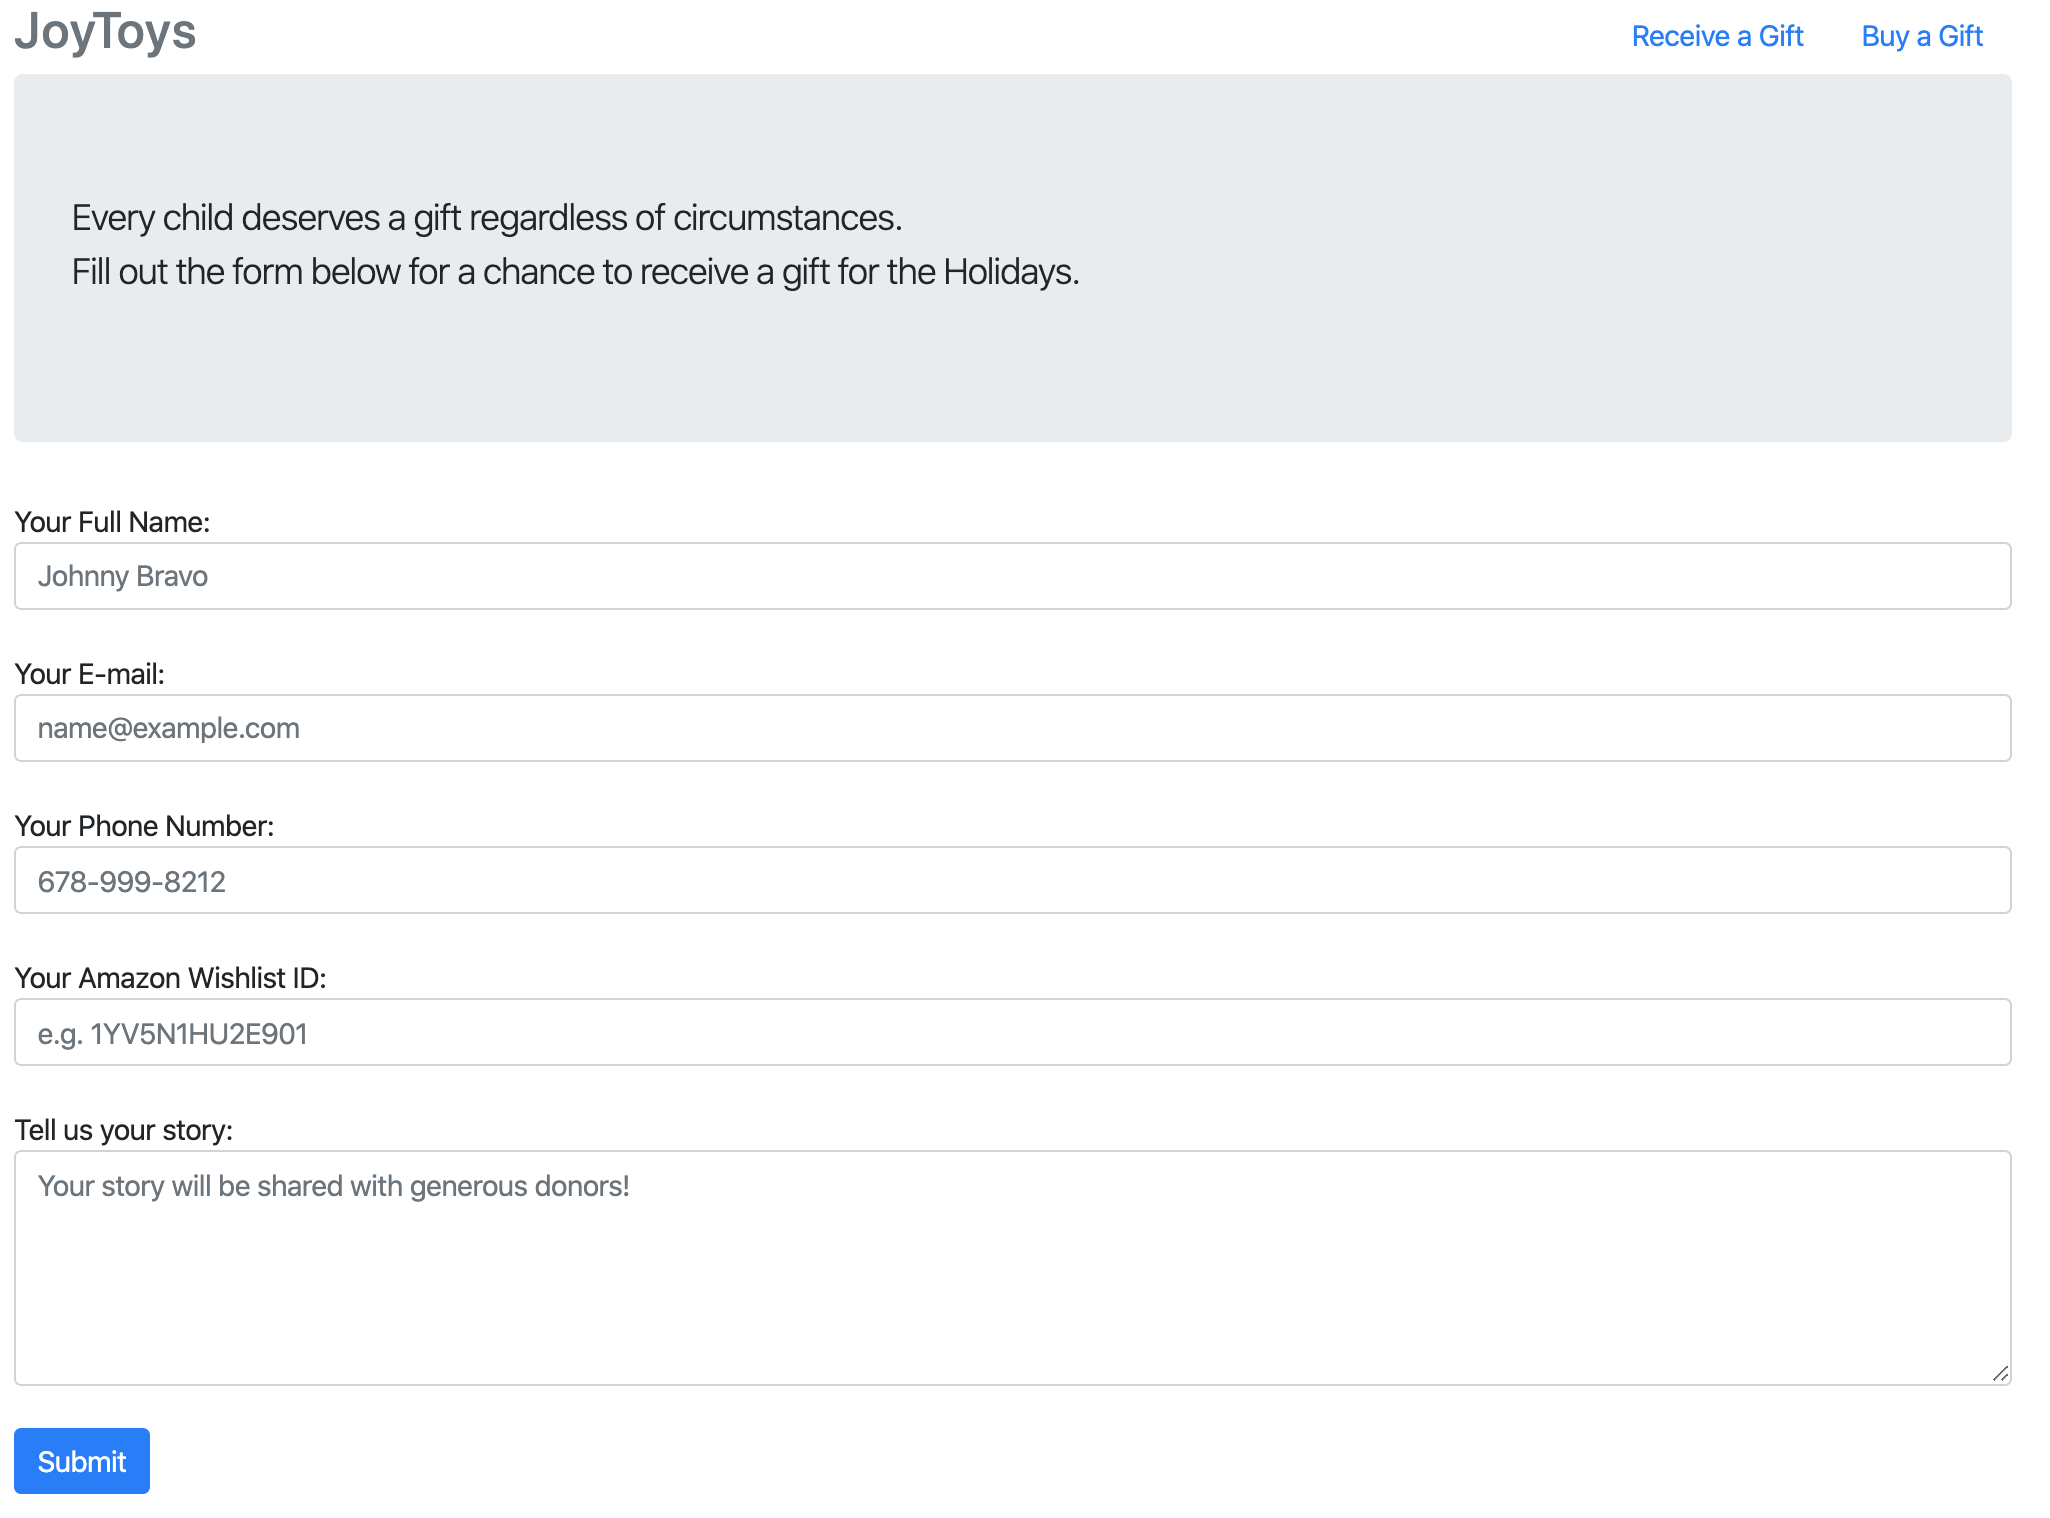 JoyToys
Receive a Gift
Buy a Gift
Every child deserves a gift regardless of circumstances.
Fill out the form below for a chance to receive a gift for the Holidays.
Your Full Name:
Johnny Bravo
Your E-mail:
name@example.com
Your Phone Number:
678-999-8212
Your Amazon Wishlist ID:
e.g. 1YV5N1HU2E901
Tell us your story:
Your story will be shared with generous donors!
Submit